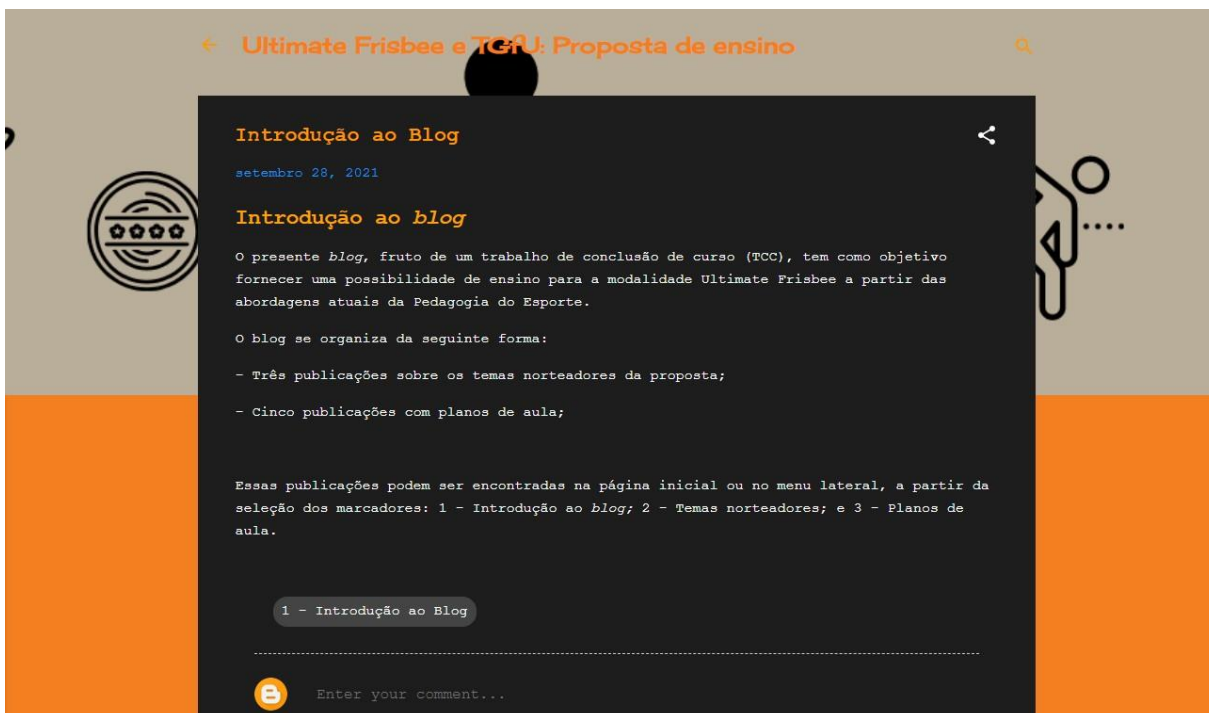 Ultimate Frisbee e TGfU: Proposta de ensino
Introdução ao Blog
setembro 28, 2021
Introdução ao blog
O presente blog, fruto de um trabalho de conclusão de curso (TCC), tem como objetivo
fornecer uma possibilidade de ensino para a modalidade Ultimate Frisbee a partir das
abordagens atuais da Pedagogia do Esporte.
O blog se organiza da seguinte forma:
- Três publicações sobre os temas norteadores da proposta;
- Cinco publicações com planos de aula;
Essas publicações podem ser encontradas na página inicial ou no menu lateral, a partir da
seleção dos marcadores: 1 - Introdução ao blog; 2 - Temas norteadores; e 3 - Planos de
aula.
1 - Introdução ao Blog
Enter your comment...